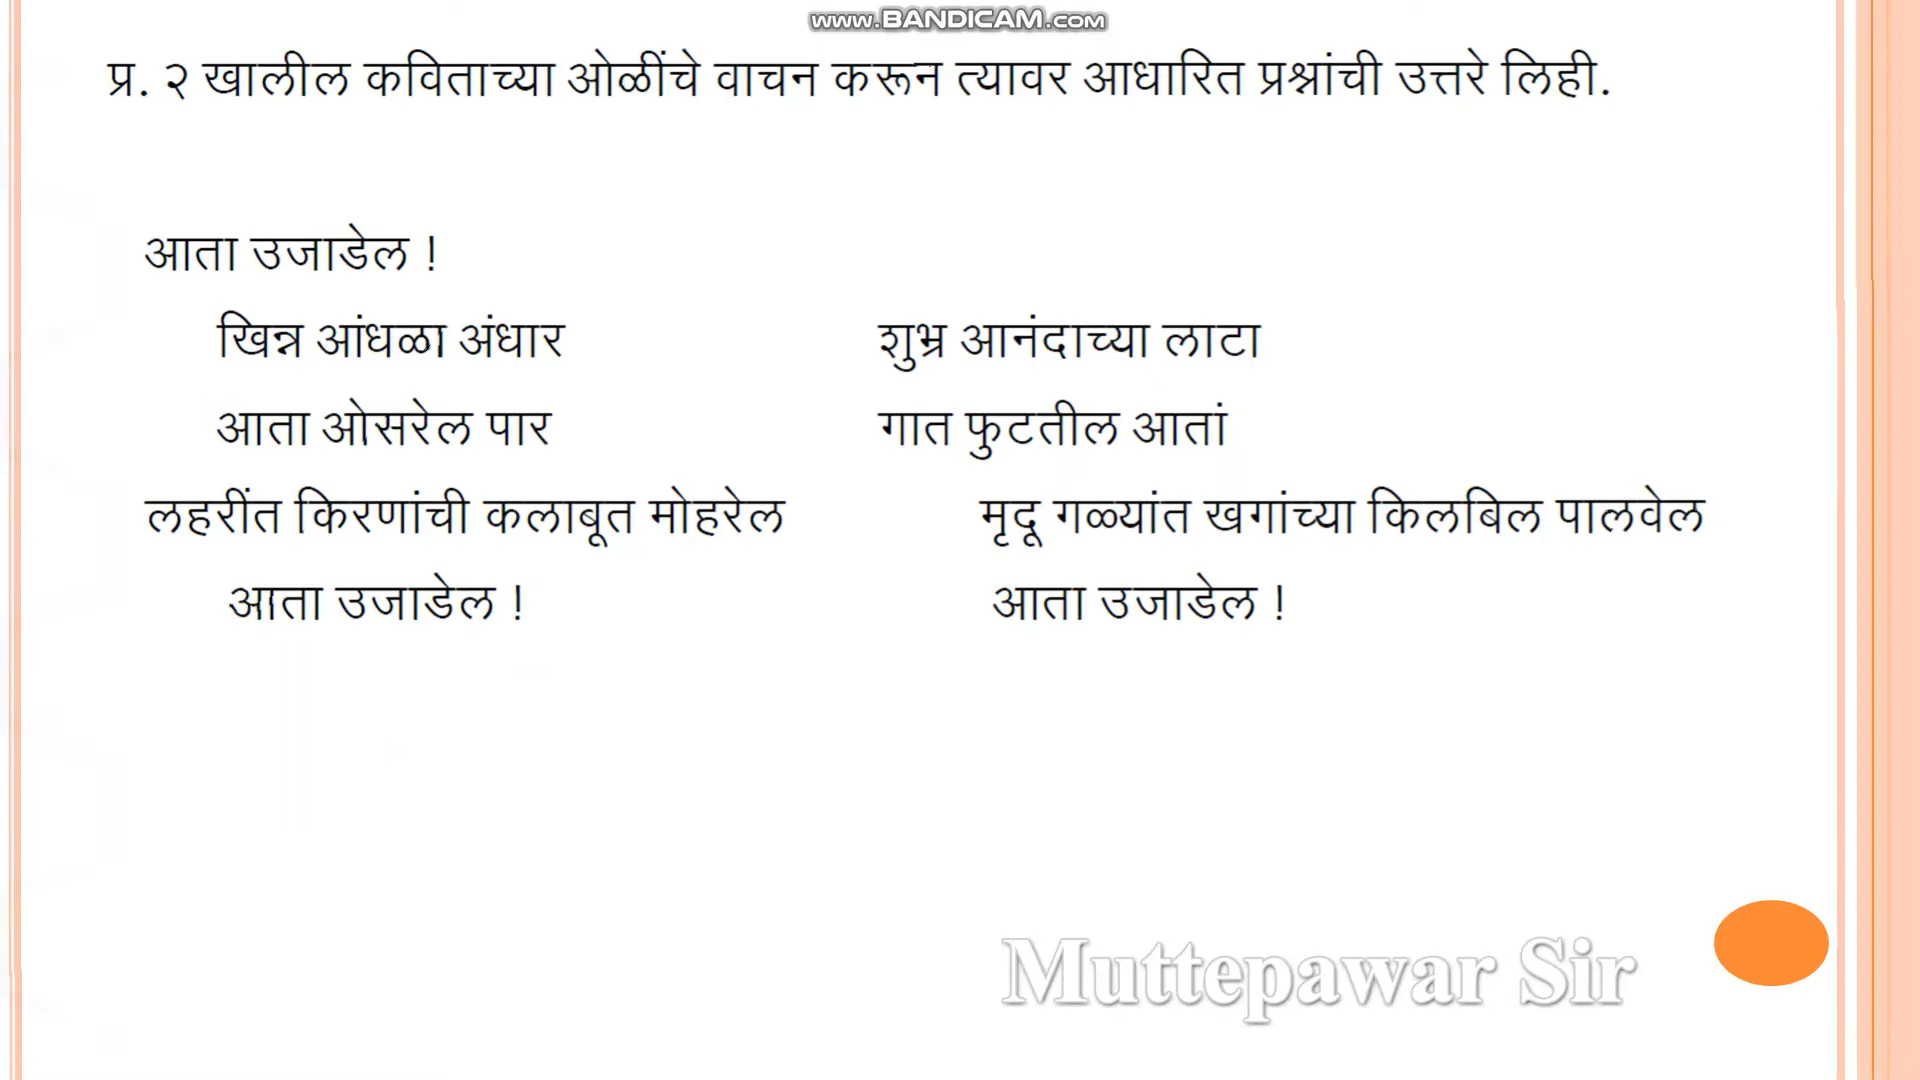 www.BANDICAM.com
प्र. २ खालील कविताच्या ओळींचे वाचन करून त्यावर आधारित प्रश्नांची उत्तरे लिही.
आता उजाडेल !
खिन्न आंधळा अंधार
आता ओसरेल पार
लहरींत किरणांची कलाबूत मोहरेल
आता उजाडेल !
शुभ्र आनंदाच्या लाटा
गात फुटतील आतां
मृदू गळ्यांत खगांच्या किलबिल पालवेल
आता उजाडेल !
Muttepawar Sir